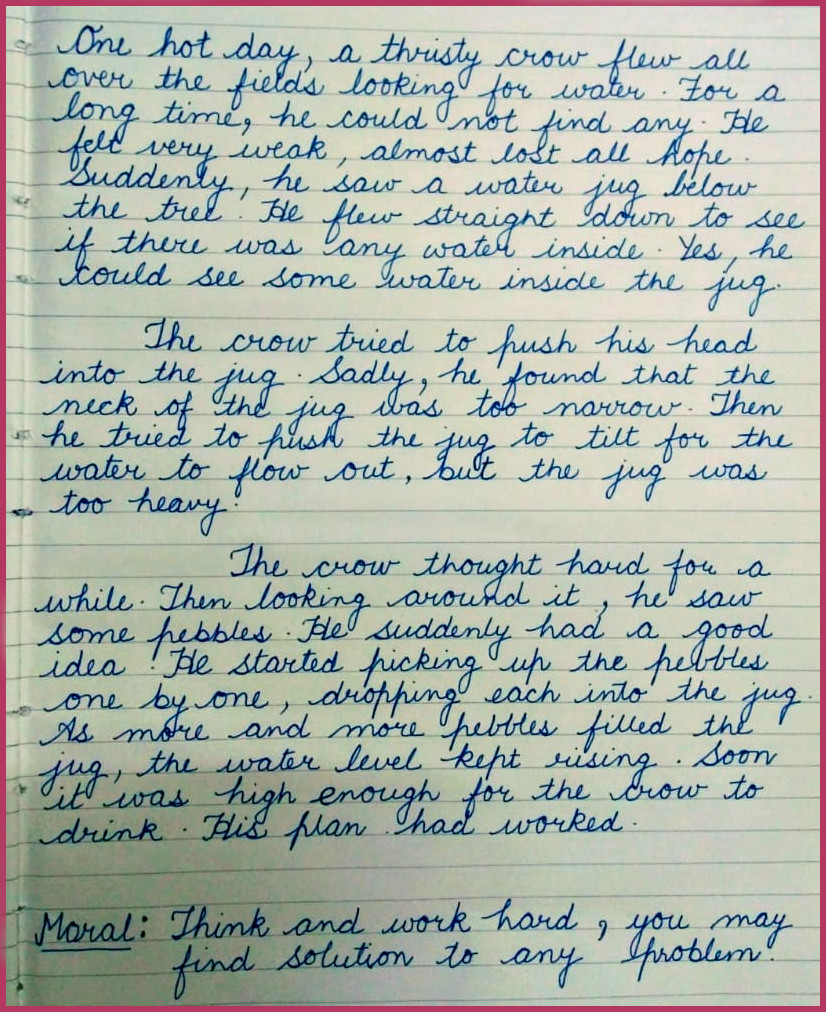 One hot day, a thristy crow flew all
over the fields looking for water. For a
long time, he could not find any. He
felt very weak, almost lost all hope.
Suddenly, he saw a water jug below
the tree. He flew straight down to see
if there was any water inside. Yes, he
could see some water inside the jug.
The crow tried to push his head
into the jug. Sadly, he found that the
neck of the jug was too narrow. Then
he tried to push the jug to tilt for the
water to flow out, but the jug was
too heavy.
The crow thought hard for a
while. Then looking around it, he saw
some pebbles. He suddenly had a good
idea. He started picking up the pebbles
one by one, dropping each into the jug.
As more and more pebbles filled the
jug, the water level kept rising. Soon
it was high enough for the crow to
drink. His plan had worked.
Moral: Think and work hard, you may
find solution to any problem.